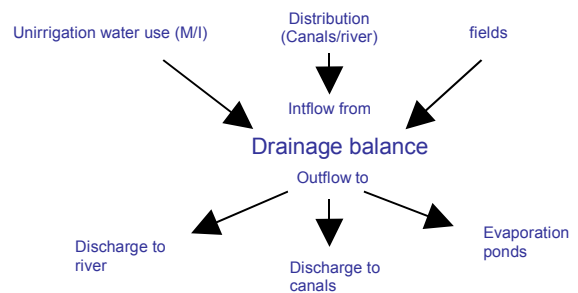 Unirrigation water use (M/I)
Distribution
(Canals/river)
fields
Intflow from
Drainage balance
Outflow to
Discharge to
river
Discharge to
canals
Evaporation
ponds